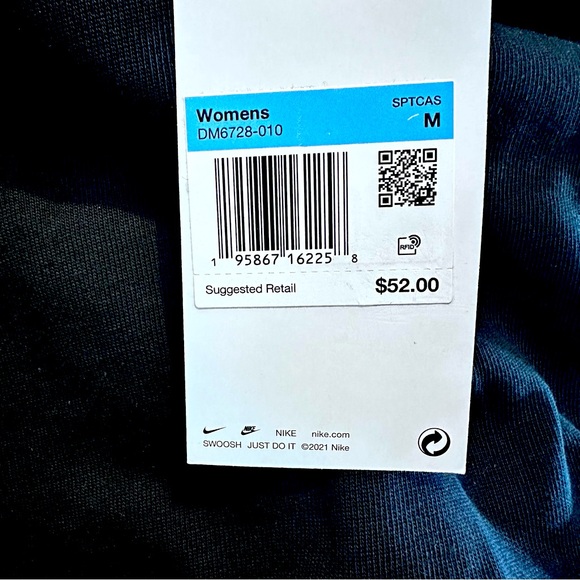 Womens SPTCAS
DM6728-010 M
1 95867 16225 8
RFID
Suggested Retail $52.00
NIKE NIKE nike.com
SWOOSH JUST DO IT ©2021 Nike